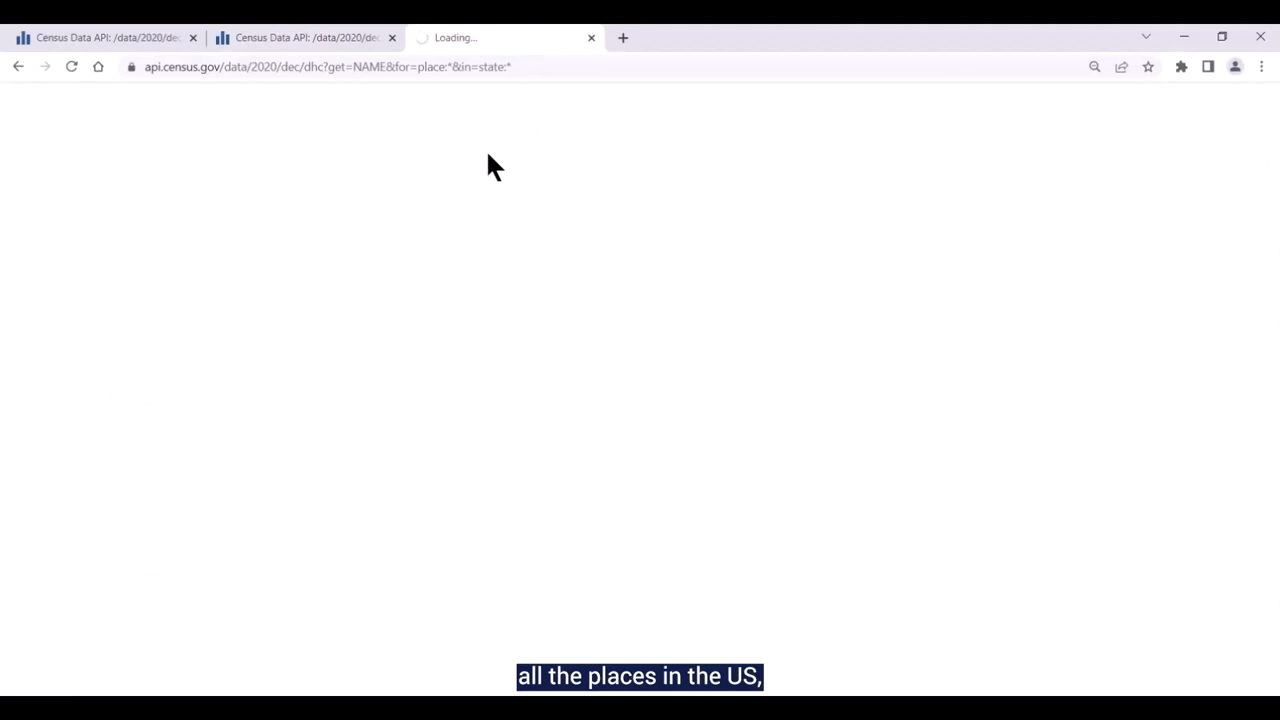 Census Data API: /data/2020/dec
Census Data API: /data/2020/dec
Loading...
api.census.gov/data/2020/dec/dhc?get=NAME&for=place:*&in=state:*
all the places in the US,